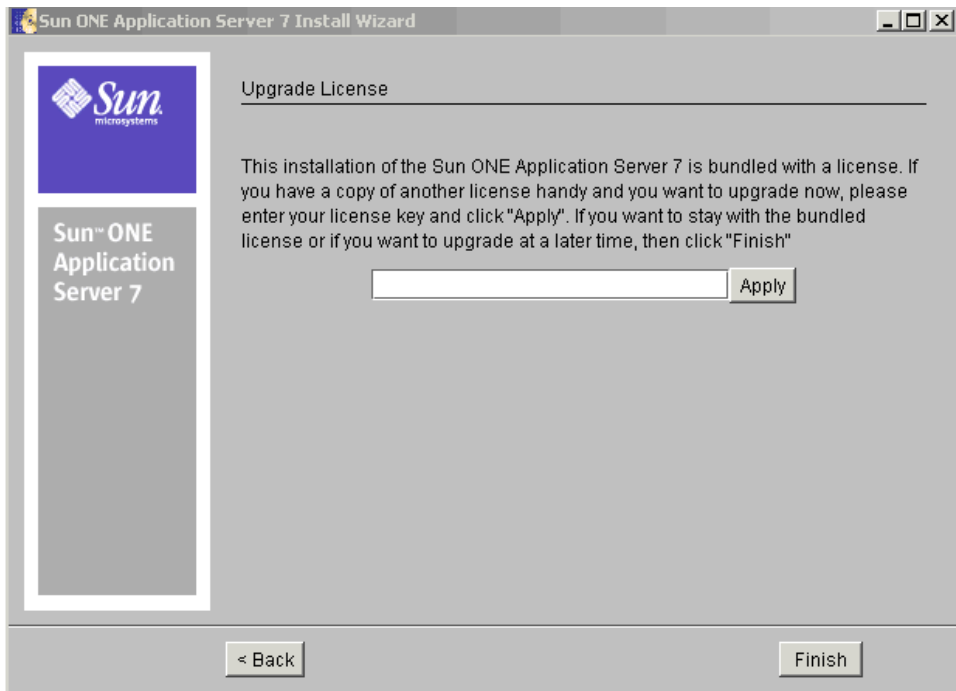 Sun ONE Application Server 7 Install Wizard
Sun
microsystems
Sun™ ONE
Application
Server 7
Upgrade License
This installation of the Sun ONE Application Server 7 is bundled with a license. If
you have a copy of another license handy and you want to upgrade now, please
enter your license key and click "Apply". If you want to stay with the bundled
license or if you want to upgrade at a later time, then click "Finish"
Apply
< Back
Finish